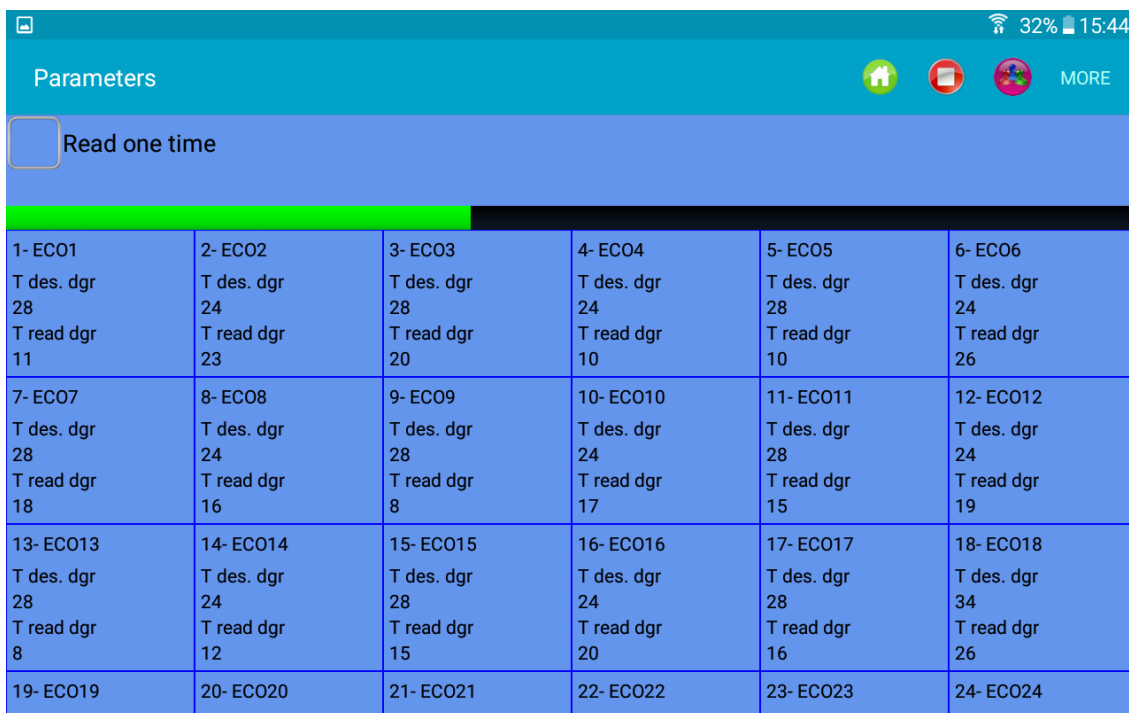 32% 15:44
Parameters MORE
Read one time
1- ECO1
T des. dgr
28
T read dgr
11
2- ECO2
T des. dgr
24
T read dgr
23
3- ECO3
T des. dgr
28
T read dgr
20
4- ECO4
T des. dgr
24
T read dgr
10
5- ECO5
T des. dgr
28
T read dgr
10
6- ECO6
T des. dgr
24
T read dgr
26
7- ECO7
T des. dgr
28
T read dgr
18
8- ECO8
T des. dgr
24
T read dgr
16
9- ECO9
T des. dgr
28
T read dgr
8
10- ECO10
T des. dgr
24
T read dgr
17
11- ECO11
T des. dgr
28
T read dgr
15
12- ECO12
T des. dgr
24
T read dgr
19
13- ECO13
T des. dgr
28
T read dgr
8
14- ECO14
T des. dgr
24
T read dgr
12
15- ECO15
T des. dgr
28
T read dgr
15
16- ECO16
T des. dgr
24
T read dgr
20
17- ECO17
T des. dgr
28
T read dgr
16
18- ECO18
T des. dgr
34
T read dgr
26
19- ECO19
20- ECO20
21- ECO21
22- ECO22
23- ECO23
24- ECO24